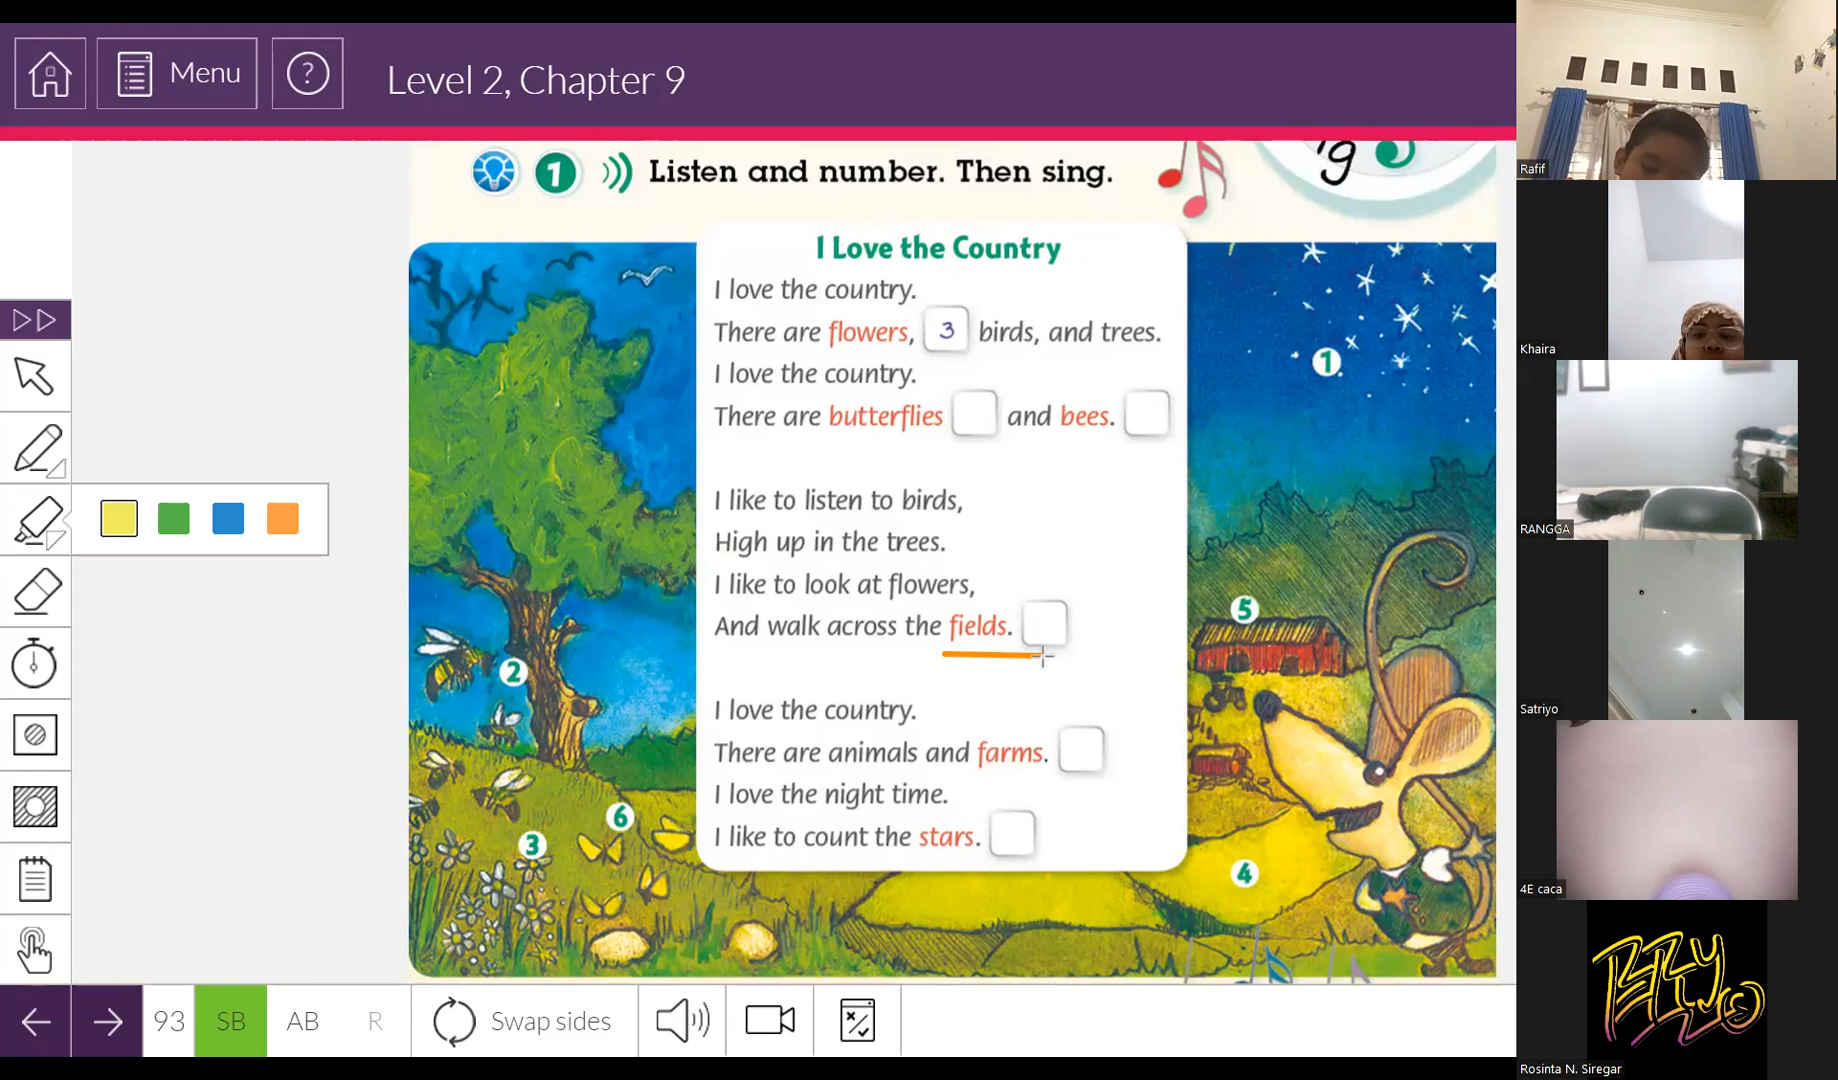 Menu
?
Level 2, Chapter 9
1 Listen and number. Then sing.
I Love the Country
I love the country.
There are flowers, 3 birds, and trees.
I love the country.
There are butterflies and bees.
I like to listen to birds,
High up in the trees.
I like to look at flowers,
And walk across the fields.
I love the country.
There are animals and farms.
I love the night time.
I like to count the stars.
1
2
3
4
5
6
93 SB AB R Swap sides
Rafif
Khaira
RANGGA
Satriyo
4E caca
Rosinta N. Siregar